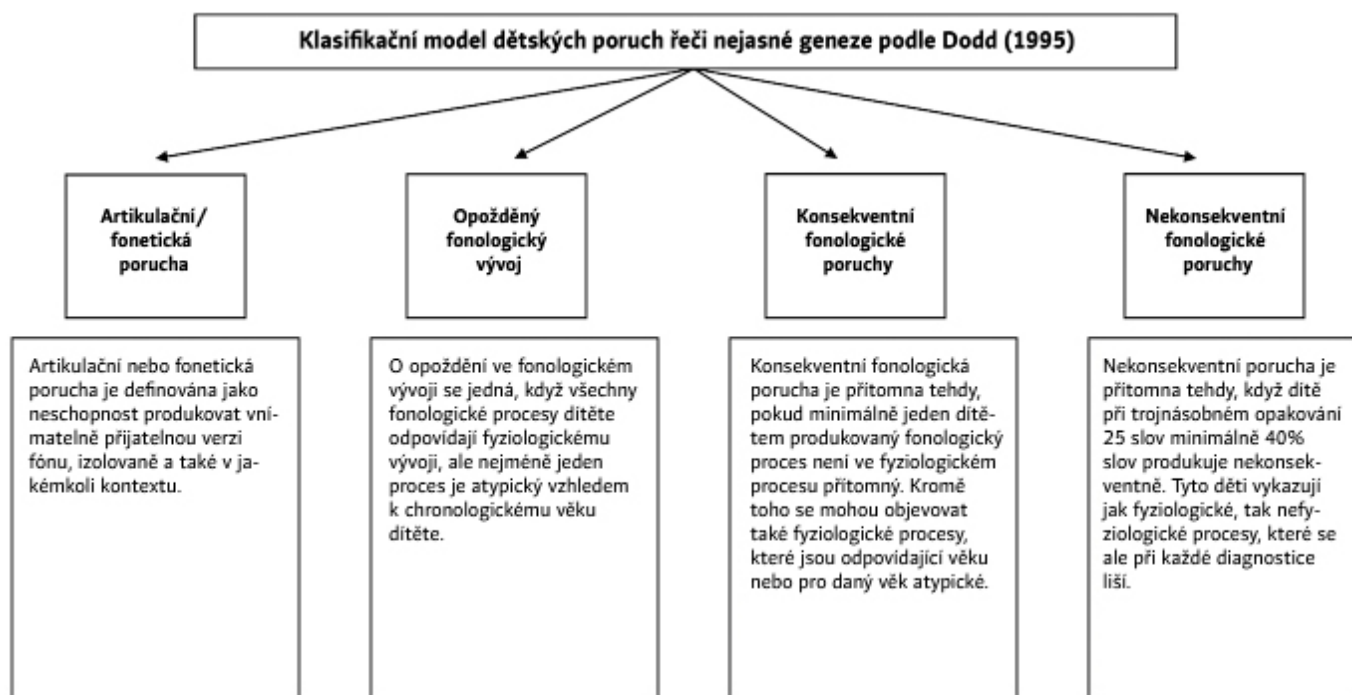 Klasifikační model dětských poruch řeči nejasné geneze podle Dodd (1995)
Artikulační/
fonetická
porucha
Opožděný
fonologický
vývoj
Konsekventní
fonologické
poruchy
Nekonsekventní
fonologické
poruchy
Artikulační nebo fonetická
porucha je definována jako
neschopnost produkovat vní-
matelně přijatelnou verzi
fónu, izolovaně a také v ja-
kémkoli kontextu.
O opoždění ve fonologickém
vývoji se jedná, když všechny
fonologické procesy dítěte
odpovídají fyziologickému
vývoji, ale nejméně jeden
proces je atypický vzhledem
k chronologickému věku
dítěte.
Konsekventní fonologická
porucha je přítomna tehdy,
pokud minimálně jeden dítě-
tem produkovaný fonologický
proces není ve fyziologickém
procesu přítomný. Kromě
toho se mohou objevovat
také fyziologické procesy,
které jsou odpovídající věku
nebo pro daný věk atypické.
Nekonsekventní porucha je
přítomna tehdy, když dítě
při trojnásobném opakování
25 slov minimálně 40%
slov produkuje nekonsek-
ventně. Tyto děti vykazují
jak fyziologické, tak nefy-
ziologické procesy, které se
ale při každé diagnostice
liší.